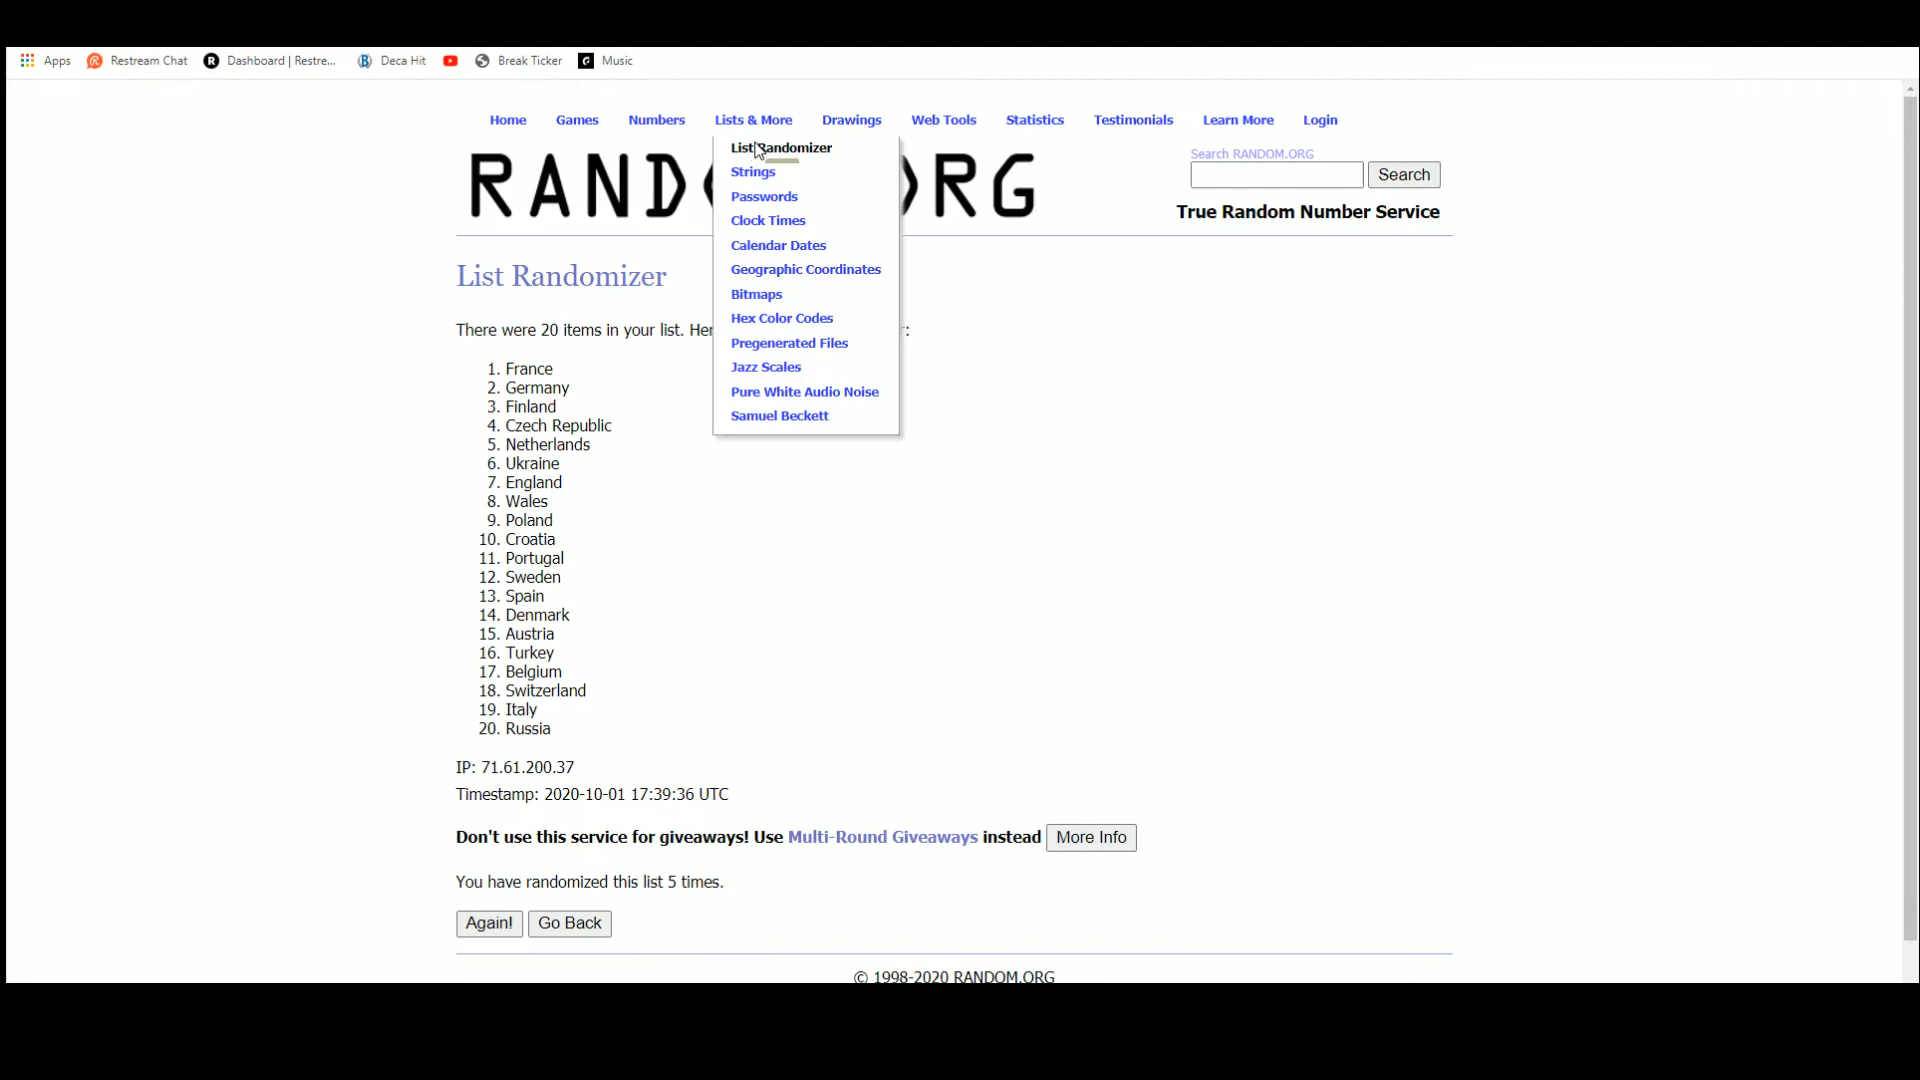 Apps Restream Chat Dashboard | Restre... Deca Hit Break Ticker Music
Home Games Numbers Lists & More Drawings Web Tools Statistics Testimonials Learn More Login
List Randomizer
Strings
Passwords
Clock Times
Calendar Dates
Geographic Coordinates
Bitmaps
Hex Color Codes
Pregenerated Files
Jazz Scales
Pure White Audio Noise
Samuel Beckett
Search RANDOM.ORG
Search
True Random Number Service
List Randomizer
There were 20 items in your list.
1. France
2. Germany
3. Finland
4. Czech Republic
5. Netherlands
6. Ukraine
7. England
8. Wales
9. Poland
10. Croatia
11. Portugal
12. Sweden
13. Spain
14. Denmark
15. Austria
16. Turkey
17. Belgium
18. Switzerland
19. Italy
20. Russia
IP: 71.61.200.37
Timestamp: 2020-10-01 17:39:36 UTC
Don't use this service for giveaways! Use Multi-Round Giveaways instead More Info
You have randomized this list 5 times.
Again! Go Back
© 1998-2020 RANDOM.ORG